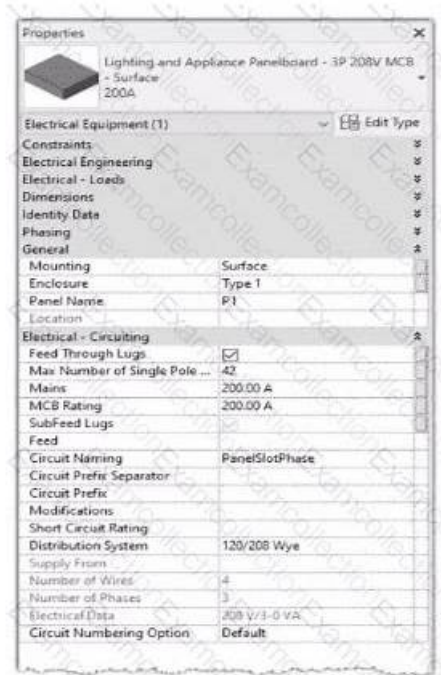 Properties
Lighting and Appliance Panelboard - 3P 208V MCB
- Surface
200A
Electrical Equipment (1) Edit Type
Constraints
Electrical Engineering
Electrical - Loads
Dimensions
Identity Data
Phasing
General
Mounting Surface
Enclosure Type 1
Panel Name P1
Location
Electrical - Circuiting
Feed Through Lugs
Max Number of Single Pole ... 42
Mains 200.00 A
MCB Rating 200.00 A
SubFeed Lugs
Feed
Circuit Naming PanelSlotPhase
Circuit Prefix Separator
Circuit Prefix
Modifications
Short Circuit Rating
Distribution System 120/208 Wye
Supply From
Number of Wires 4
Number of Phases 3
Electrical Data 208 V/3-0 VA
Circuit Numbering Option Default